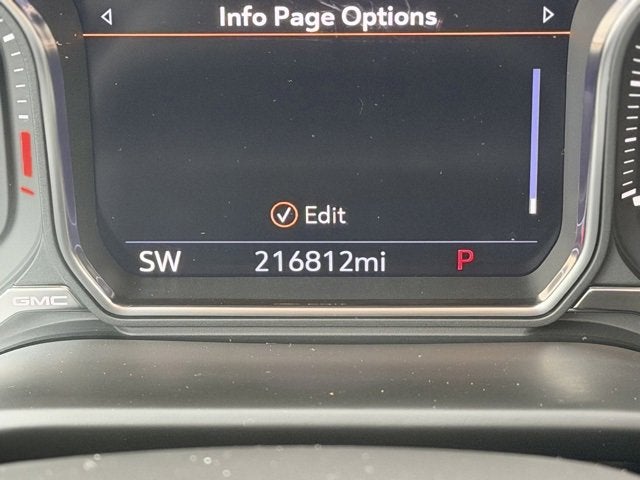 Info Page Options
Edit
SW 216812mi P
GMC